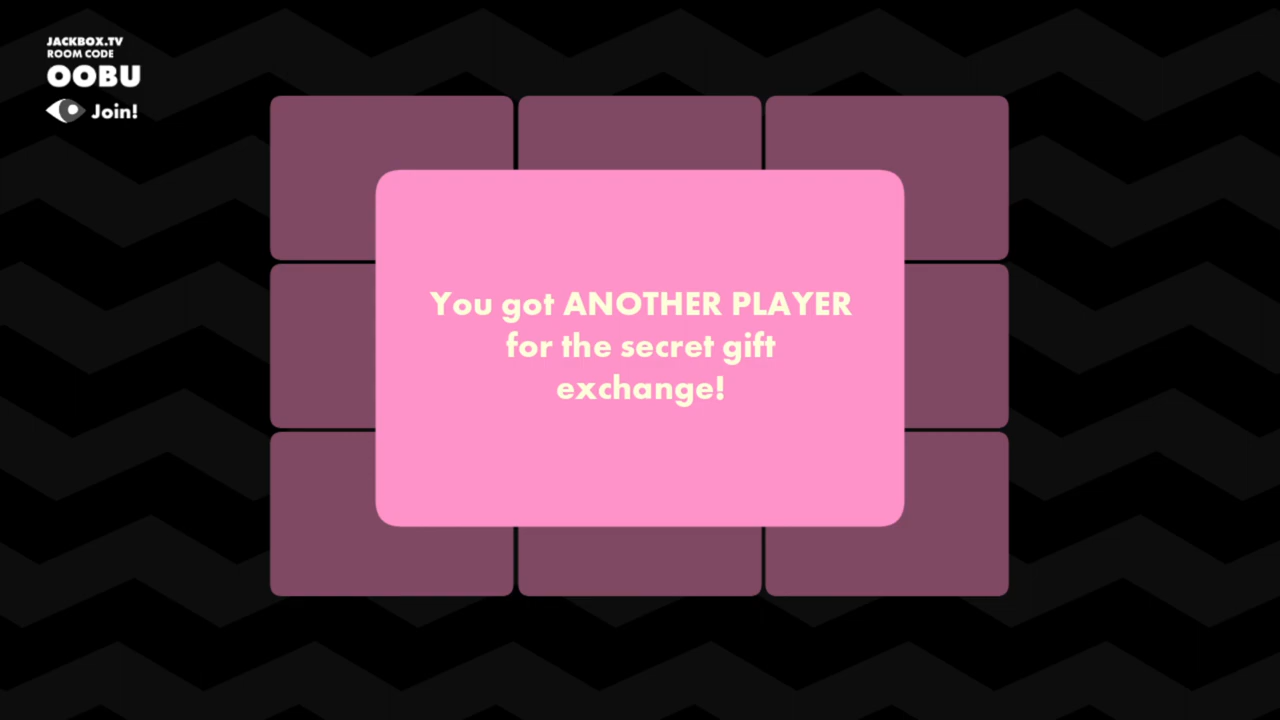 JACKBOX.TV
ROOM CODE
OOBU
Join!
You got ANOTHER PLAYER
for the secret gift
exchange!